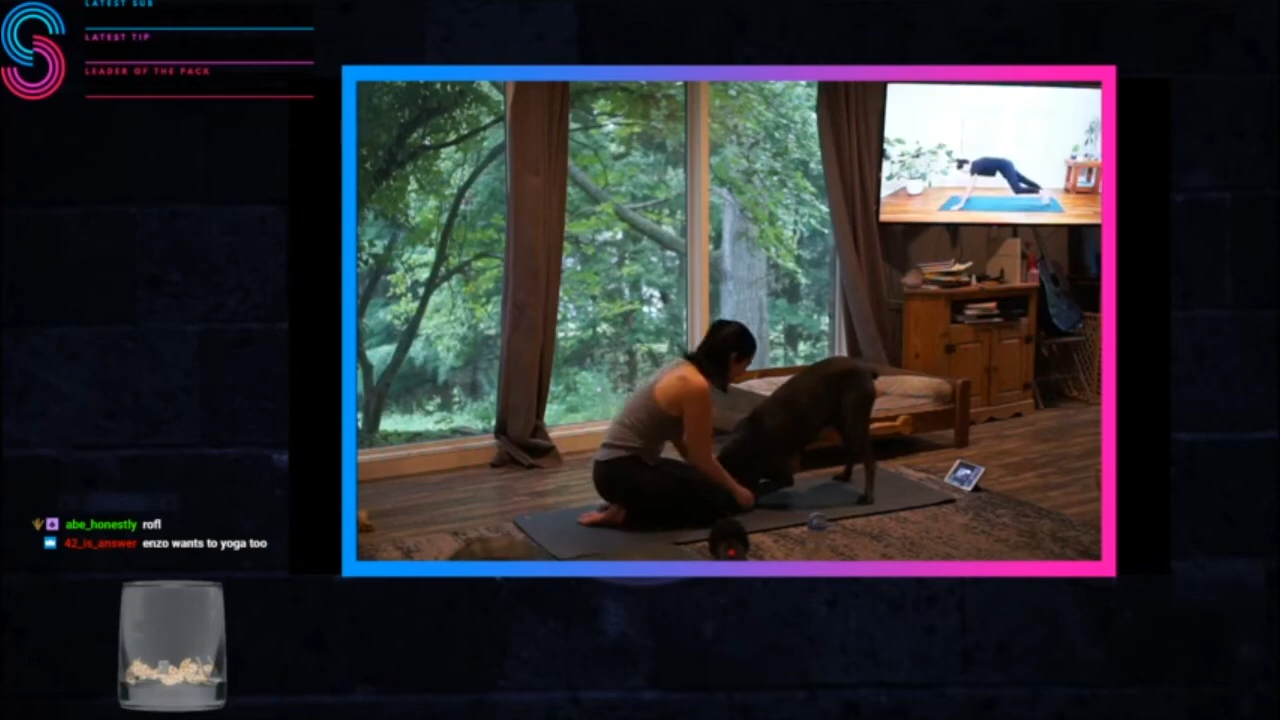 LATEST SUB
LATEST TIP
LEADER OF THE PACK
abe_honestly rofl
42_is_answer enzo wants to yoga too